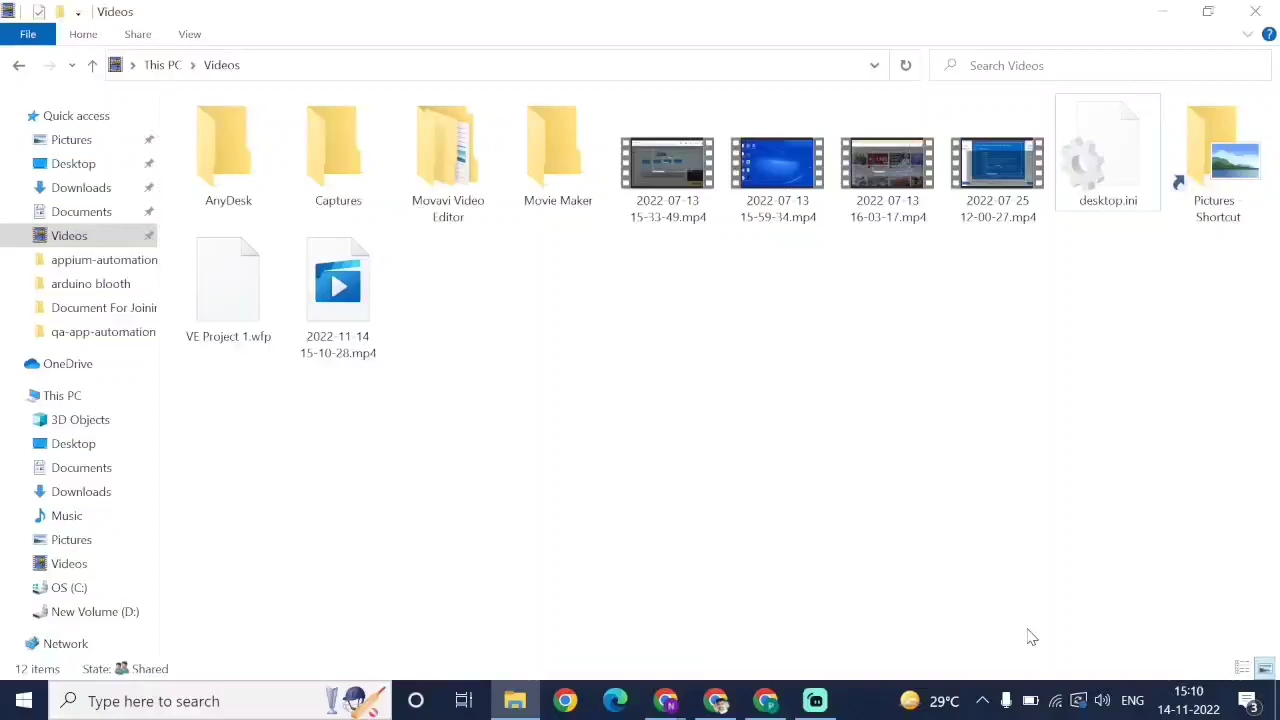 Videos
File
Home
Share
View
This PC
Videos
Search Videos
Quick access
Pictures
Desktop
Downloads
Documents
Videos
appium-automation
arduino blooth
Document For Joinir
qa-app-automation
OneDrive
This PC
3D Objects
Desktop
Documents
Downloads
Music
Pictures
Videos
OS (C:)
New Volume (D:)
Network
AnyDesk
Captures
Movavi Video
Editor
Movie Maker
2022-07-13
15-33-49.mp4
2022-07-13
15-59-34.mp4
2022-07-13
16-03-17.mp4
2022-07-25
12-00-27.mp4
desktop.ini
Pictures -
Shortcut
VE Project 1.wfp
2022-11-14
15-10-28.mp4
12 items
State:
Shared
Type here to search
29°C
ENG
15:10
14-11-2022
3